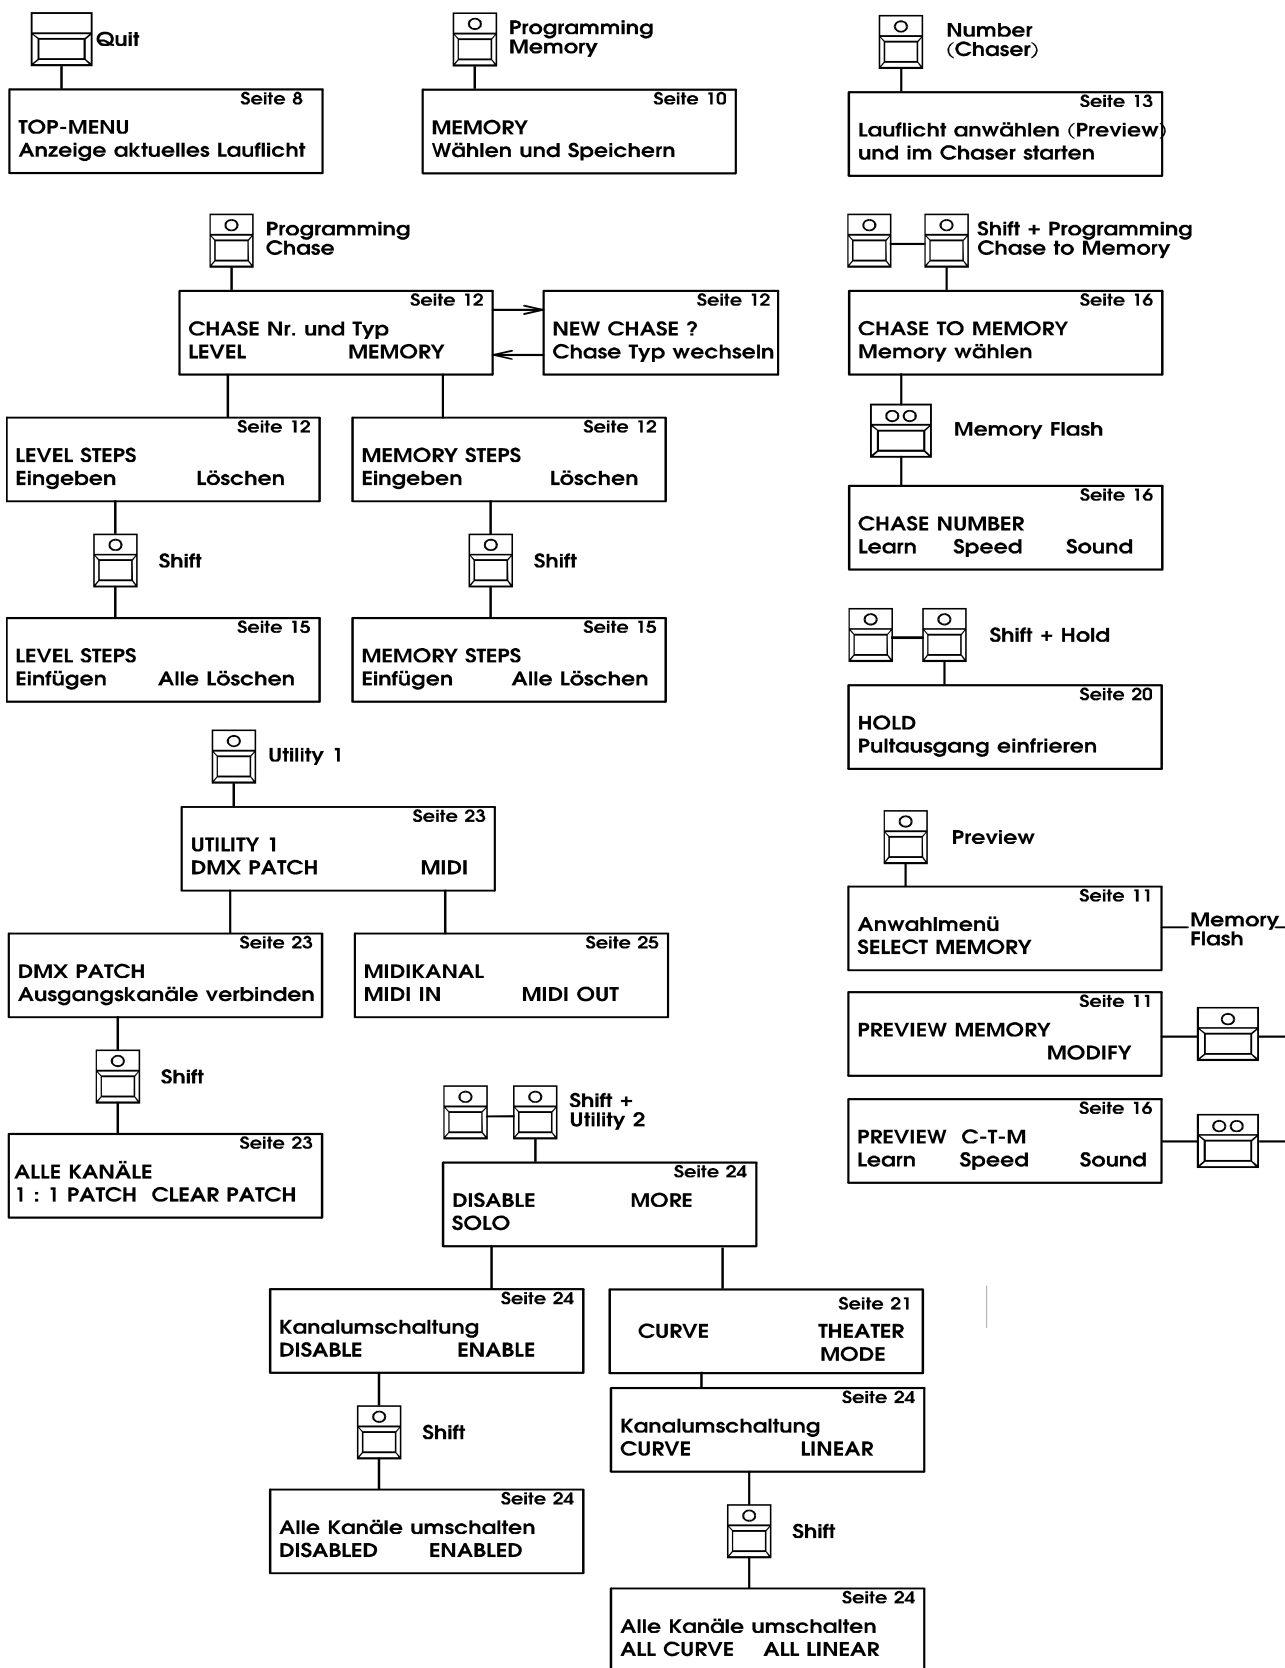 Quit
Seite 8
TOP-MENU
Anzeige aktuelles Lauflicht
Programming
Memory
Seite 10
MEMORY
Wählen und Speichern
Number
(Chaser)
Seite 13
Lauflicht anwählen (Preview)
und im Chaser starten
Programming
Chase
Seite 12
CHASE Nr. und Typ
LEVEL MEMORY
Seite 12
NEW CHASE ?
Chase Typ wechseln
Seite 12
LEVEL STEPS
Eingeben Löschen
Seite 12
MEMORY STEPS
Eingeben Löschen
Shift
Shift
Seite 15
LEVEL STEPS
Einfügen Alle Löschen
Seite 15
MEMORY STEPS
Einfügen Alle Löschen
Shift + Programming
Chase to Memory
Seite 16
CHASE TO MEMORY
Memory wählen
Memory Flash
Seite 16
CHASE NUMBER
Learn Speed Sound
Shift + Hold
Seite 20
HOLD
Pultausgang einfrieren
Utility 1
Seite 23
UTILITY 1
DMX PATCH MIDI
Seite 23
DMX PATCH
Ausgangskanäle verbinden
Seite 25
MIDIKANAL
MIDI IN MIDI OUT
Shift
Seite 23
ALLE KANÄLE
1 : 1 PATCH CLEAR PATCH
Preview
Seite 11
Anwahlmenü
SELECT MEMORY
Memory
Flash
Seite 11
PREVIEW MEMORY
MODIFY
Seite 16
PREVIEW C-T-M
Learn Speed Sound
Shift +
Utility 2
Seite 24
DISABLE MORE
SOLO
Seite 24
Kanalumschaltung
DISABLE ENABLE
Shift
Seite 24
Alle Kanäle umschalten
DISABLED ENABLED
Seite 21
CURVE THEATER
MODE
Seite 24
Kanalumschaltung
CURVE LINEAR
Shift
Seite 24
Alle Kanäle umschalten
ALL CURVE ALL LINEAR